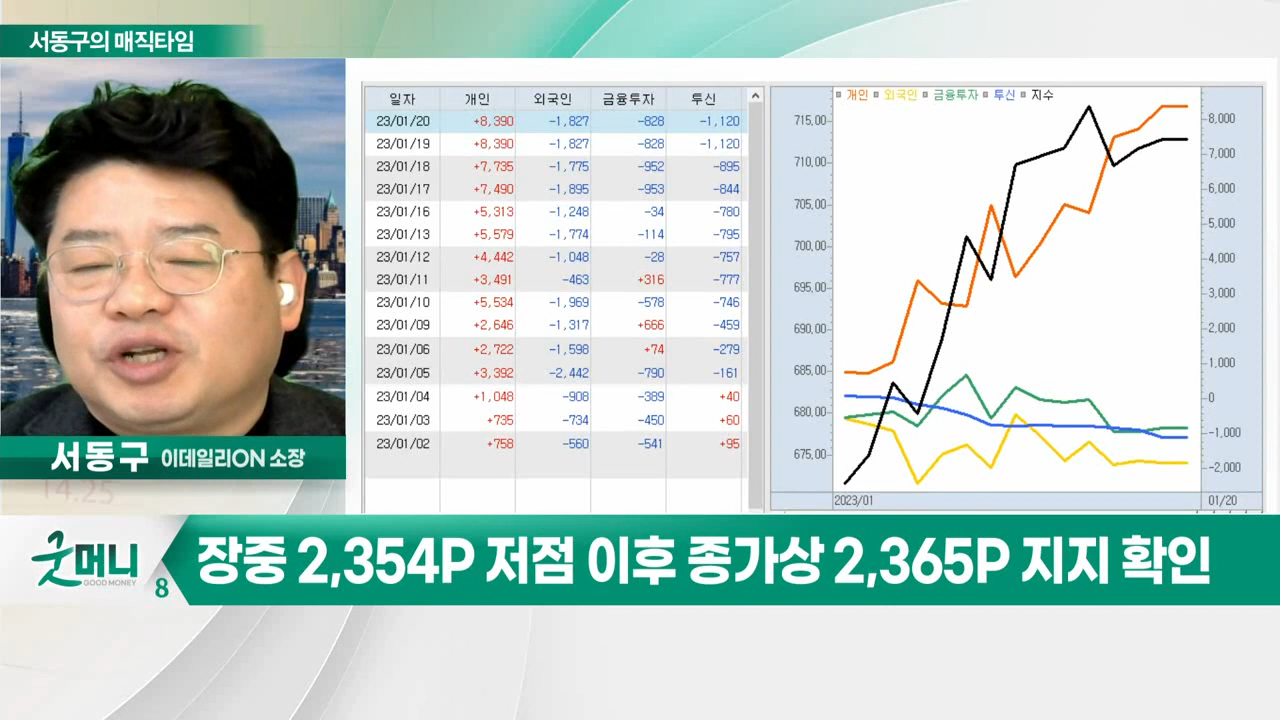 서동구의 매직타임
일자 개인 외국인 금융투자 투신
23/01/20 +8,390 -1,827 -828 -1,120
23/01/19 +8,390 -1,827 -828 -1,120
23/01/18 +7,735 -1,775 -952 -895
23/01/17 +7,490 -1,895 -953 -844
23/01/16 +5,313 -1,248 -34 -780
23/01/13 +5,579 -1,774 -114 -795
23/01/12 +4,442 -1,048 -28 -757
23/01/11 +3,491 -463 +316 -777
23/01/10 +5,534 -1,969 -578 -746
23/01/09 +2,646 -1,317 +666 -459
23/01/06 +2,722 -1,598 +74 -279
23/01/05 +3,392 -2,442 -790 -161
23/01/04 +1,048 -908 -389 +40
23/01/03 +735 -734 -450 +60
23/01/02 +758 -560 -541 +95
개인 외국인 금융투자 투신 지수
715.00
710.00
705.00
700.00
695.00
690.00
685.00
680.00
675.00
8,000
7,000
6,000
5,000
4,000
3,000
2,000
1,000
0
-1,000
-2,000
2023/01 01/20
서동구 이데일리ON 소장
14:25
굿머니
GOOD MONEY
8
장중 2,354P 저점 이후 종가상 2,365P 지지 확인